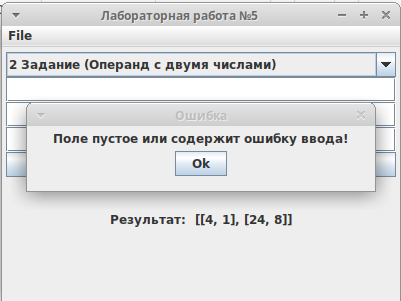 Лабораторная работа №5
File
2 Задание (Операнд с двумя числами)
Ошибка
Поле пустое или содержит ошибку ввода!
Ok
Результат: [[4, 1], [24, 8]]